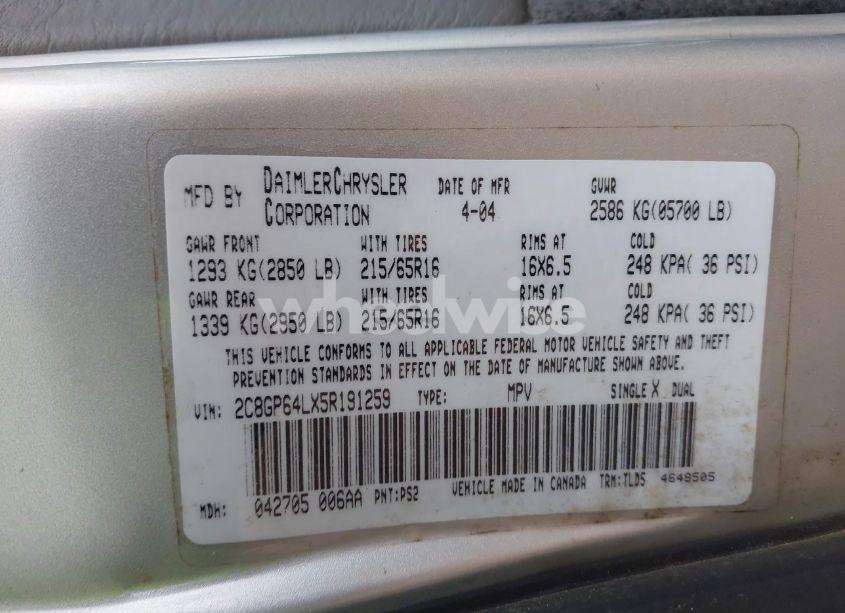 MFD BY DAIMLERCHRYSLER CORPORATION DATE OF MFR 4-04 GVWR 2586 KG(05700 LB)
GAWR FRONT WITH TIRES RIMS AT COLD
1293 KG(2850 LB) 215/65R16 16X6.5 248 KPA( 36 PSI)
GAWR REAR WITH TIRES RIMS AT COLD
1339 KG(2950 LB) 215/65R16 16X6.5 248 KPA( 36 PSI)
wheelwise
THIS VEHICLE CONFORMS TO ALL APPLICABLE FEDERAL MOTOR VEHICLE SAFETY AND THEFT
PREVENTION STANDARDS IN EFFECT ON THE DATE OF MANUFACTURE SHOWN ABOVE.
VIN: 2C8GP64LX5R191259 TYPE: MPV SINGLE X DUAL
MDH: 042705 006AA PNT:PS2 VEHICLE MADE IN CANADA TRM:TLD5 4648505